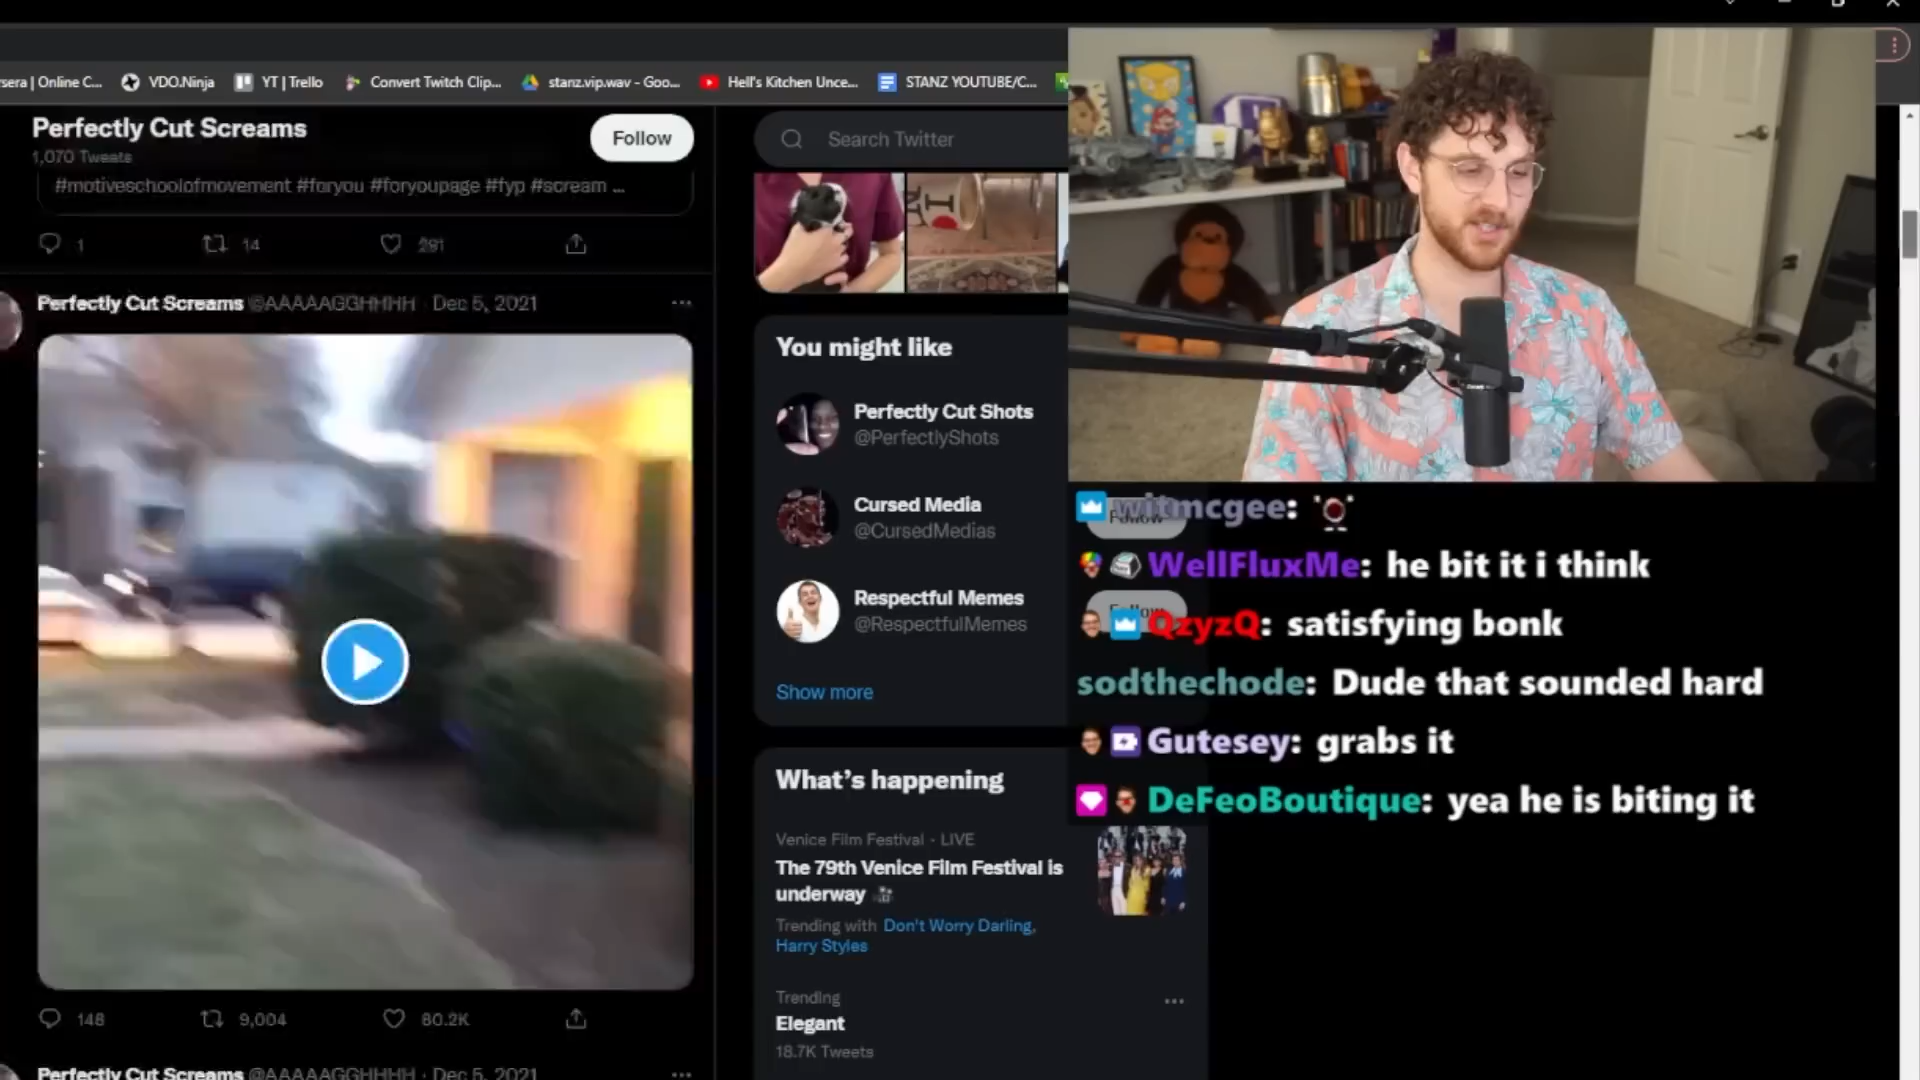 sera | Online C...
VDO.Ninja
YT | Trello
Convert Twitch Clip...
stanz.vip.wav - Goo...
Hell's Kitchen Unce...
STANZ YOUTUBE/C...
Perfectly Cut Screams
1,070 Tweets
Follow
Search Twitter
#motiveschoolofmovement #foryou #foryoupage #fyp #scream ...
1
14
291
Perfectly Cut Screams @AAAAAGGHHHH · Dec 5, 2021
148
9,004
80.2K
Perfectly Cut Screams @AAAAAGGHHHH · Dec 5, 2021
You might like
Perfectly Cut Shots
@PerfectlyShots
Cursed Media
@CursedMedias
Follow
Respectful Memes
@RespectfulMemes
Follow
Show more
What's happening
Venice Film Festival · LIVE
The 79th Venice Film Festival is
underway
Trending with Don't Worry Darling,
Harry Styles
Trending
Elegant
18.7K Tweets
witmcgee:
WellFluxMe: he bit it i think
QzyzQ: satisfying bonk
sodthechode: Dude that sounded hard
Gutesey: grabs it
DeFeoBoutique: yea he is biting it